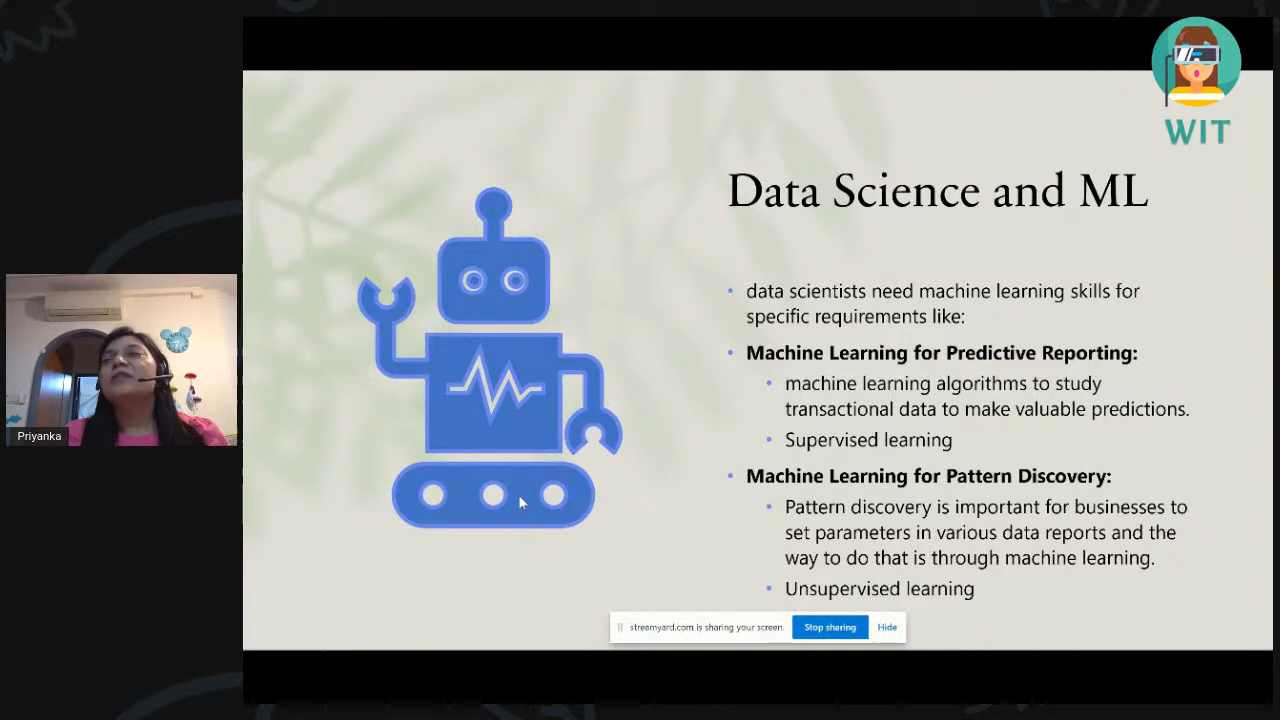 WIT
Data Science and ML
• data scientists need machine learning skills for
specific requirements like:
• Machine Learning for Predictive Reporting:
• machine learning algorithms to study
transactional data to make valuable predictions.
• Supervised learning
• Machine Learning for Pattern Discovery:
• Pattern discovery is important for businesses to
set parameters in various data reports and the
way to do that is through machine learning.
• Unsupervised learning
Priyanka
streamyard.com is sharing your screen. Stop sharing Hide